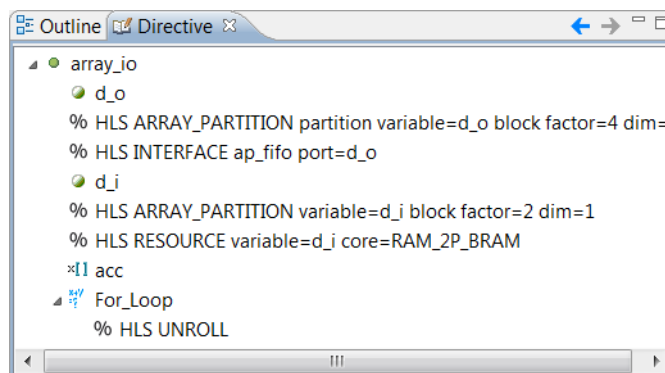 Outline Directive
array_io
d_o
% HLS ARRAY_PARTITION partition variable=d_o block factor=4 dim=
% HLS INTERFACE ap_fifo port=d_o
d_i
% HLS ARRAY_PARTITION variable=d_i block factor=2 dim=1
% HLS RESOURCE variable=d_i core=RAM_2P_BRAM
×[] acc
For_Loop
% HLS UNROLL